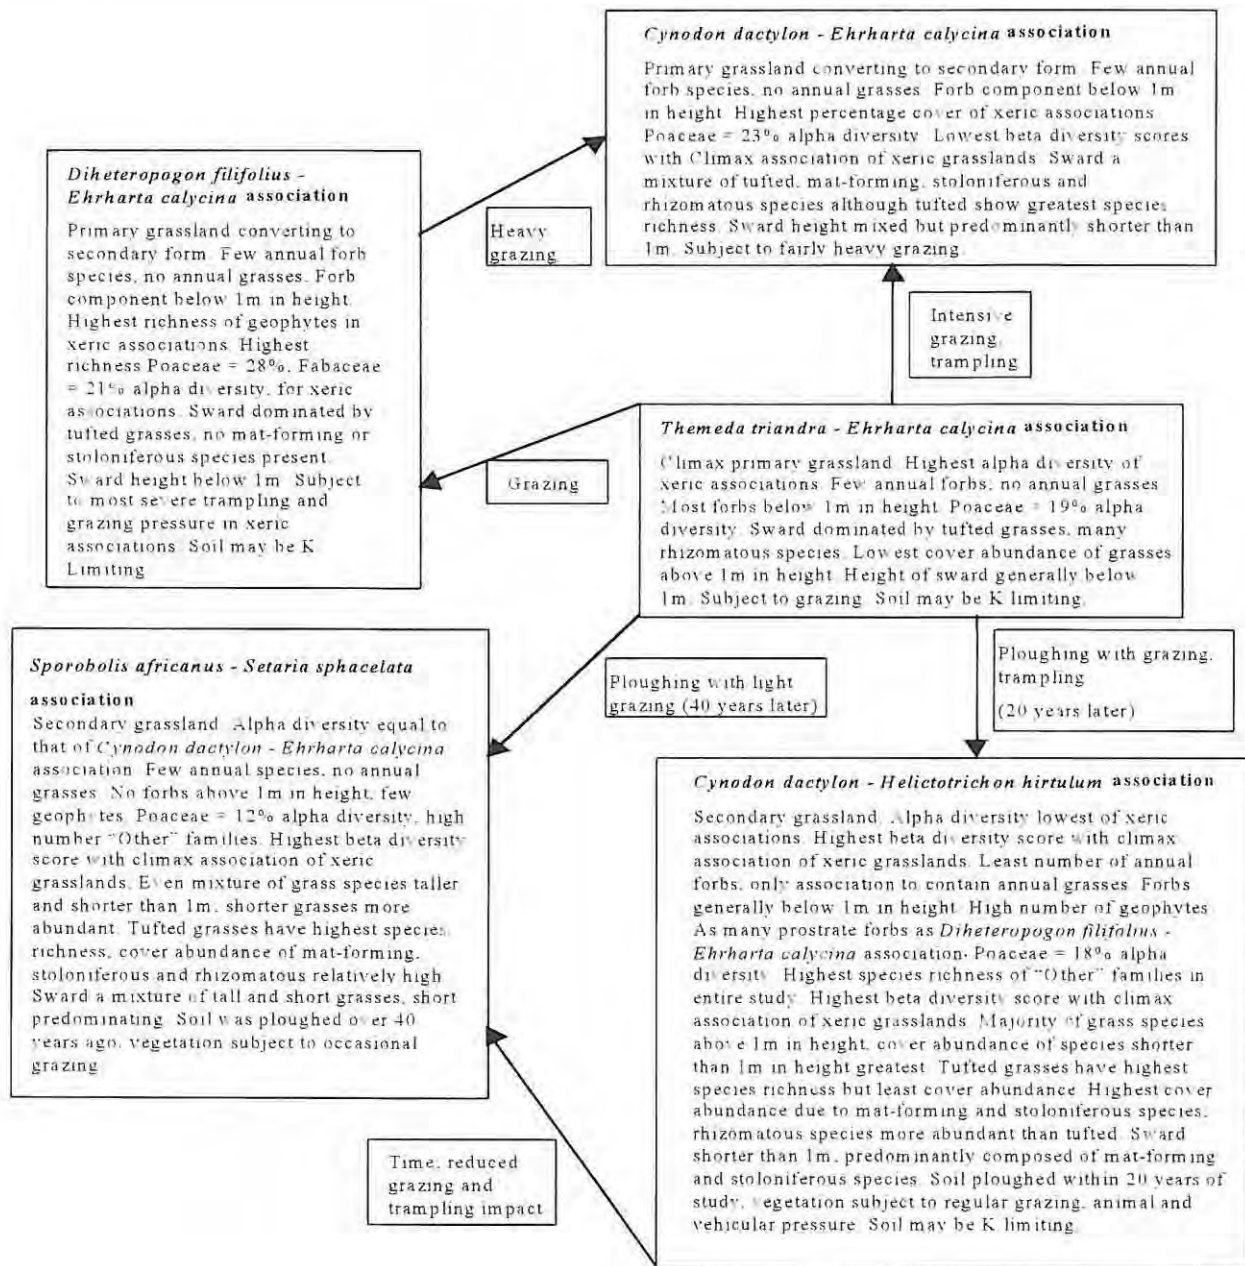 Cynodon dactylon - Ehrharta calycina association
Primary grassland converting to secondary form. Few annual
forb species, no annual grasses. Forb component below 1m
in height. Highest percentage cover of xeric associations.
Poaceae = 23% alpha diversity. Lowest beta diversity scores
with Climax association of xeric grasslands. Sward a
mixture of tufted, mat-forming, stoloniferous and
rhizomatous species although tufted show greatest species
richness. Sward height mixed but predominantly shorter than
1m. Subject to fairly heavy grazing.
Diheteropogon filifolius -
Ehrharta calycina association
Primary grassland converting to
secondary form. Few annual forb
species, no annual grasses. Forb
component below 1m in height.
Highest richness of geophytes in
xeric associations. Highest
richness Poaceae = 28%, Fabaceae
= 21% alpha diversity, for xeric
associations. Sward dominated by
tufted grasses, no mat-forming or
stoloniferous species present.
Sward height below 1m. Subject
to most severe trampling and
grazing pressure in xeric
associations. Soil may be K
Limiting
Heavy
grazing
Intensive
grazing,
trampling
Grazing
Themeda triandra - Ehrharta calycina association
Climax primary grassland. Highest alpha diversity of
xeric associations. Few annual forbs, no annual grasses.
Most forbs below 1m in height. Poaceae = 19% alpha
diversity. Sward dominated by tufted grasses, many
rhizomatous species. Lowest cover abundance of grasses
above 1m in height. Height of sward generally below
1m. Subject to grazing. Soil may be K limiting.
Ploughing with light
grazing (40 years later)
Ploughing with grazing,
trampling
(20 years later)
Sporobolis africanus - Setaria sphacelata
association
Secondary grassland. Alpha diversity equal to
that of Cynodon dactylon - Ehrharta calycina
association. Few annual species, no annual
grasses. No forbs above 1m in height, few
geophytes. Poaceae = 12% alpha diversity, high
number "Other" families. Highest beta diversity
score with climax association of xeric
grasslands. Even mixture of grass species taller
and shorter than 1m, shorter grasses more
abundant. Tufted grasses have highest species
richness, cover abundance of mat-forming,
stoloniferous and rhizomatous relatively high.
Sward a mixture of tall and short grasses, short
predominating. Soil was ploughed over 40
years ago, vegetation subject to occasional
grazing
Cynodon dactylon - Helictotrichon hirtulum association
Secondary grassland. Alpha diversity lowest of xeric
associations. Highest beta diversity score with climax
association of xeric grasslands. Least number of annual
forbs, only association to contain annual grasses. Forbs
generally below 1m in height. High number of geophytes.
As many prostrate forbs as Diheteropogon filifolius -
Ehrharta calycina association. Poaceae = 18% alpha
diversity. Highest species richness of "Other" families in
entire study. Highest beta diversity score with climax
association of xeric grasslands. Majority of grass species
above 1m in height, cover abundance of species shorter
than 1m in height greatest. Tufted grasses have highest
species richness but least cover abundance. Highest cover
abundance due to mat-forming and stoloniferous species,
rhizomatous species more abundant than tufted. Sward
shorter than 1m, predominantly composed of mat-forming
and stoloniferous species. Soil ploughed within 20 years of
study, vegetation subject to regular grazing, animal and
vehicular pressure. Soil may be K limiting.
Time, reduced
grazing and
trampling impact